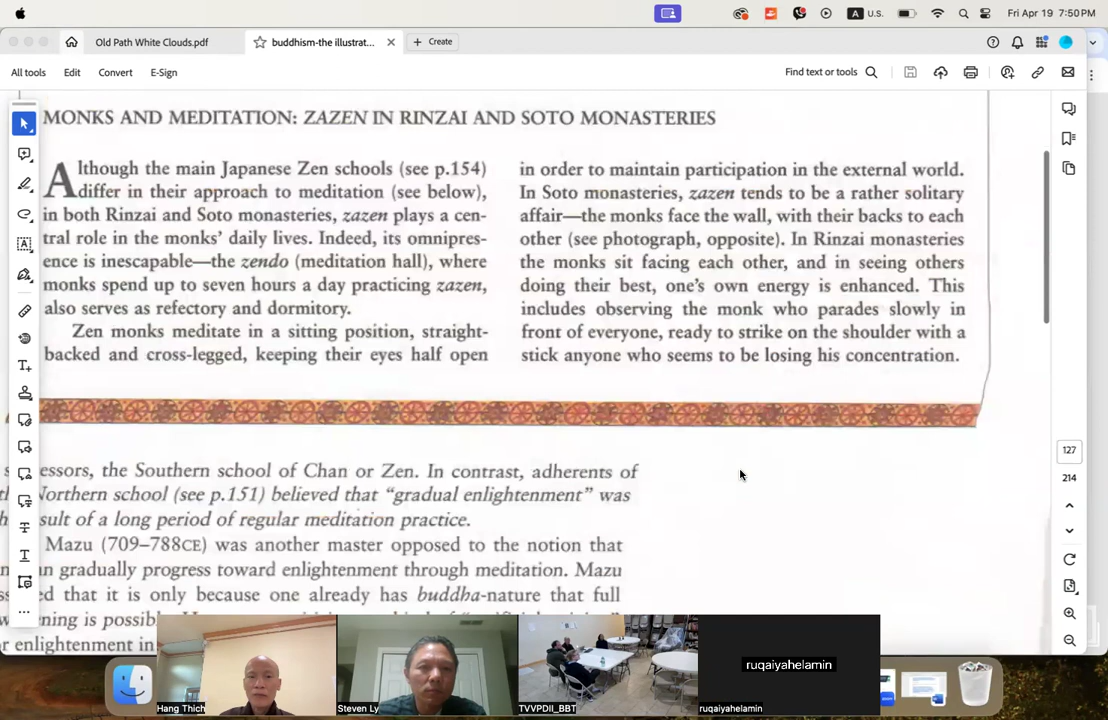 U.S.
Fri Apr 19 7:50 PM
Old Path White Clouds.pdf
buddhism-the illustrat...
Create
All tools
Edit
Convert
E-Sign
Find text or tools
MONKS AND MEDITATION: ZAZEN IN RINZAI AND SOTO MONASTERIES
Although the main Japanese Zen schools (see p.154)
differ in their approach to meditation (see below),
in both Rinzai and Soto monasteries, zazen plays a cen-
tral role in the monks' daily lives. Indeed, its omnipres-
ence is inescapable—the zendo (meditation hall), where
monks spend up to seven hours a day practicing zazen,
also serves as refectory and dormitory.
Zen monks meditate in a sitting position, straight-
backed and cross-legged, keeping their eyes half open
in order to maintain participation in the external world.
In Soto monasteries, zazen tends to be a rather solitary
affair—the monks face the wall, with their backs to each
other (see photograph, opposite). In Rinzai monasteries
the monks sit facing each other, and in seeing others
doing their best, one's own energy is enhanced. This
includes observing the monk who parades slowly in
front of everyone, ready to strike on the shoulder with a
stick anyone who seems to be losing his concentration.
essors, the Southern school of Chan or Zen. In contrast, adherents of
Northern school (see p.151) believed that "gradual enlightenment" was
sult of a long period of regular meditation practice.
Mazu (709–788CE) was another master opposed to the notion that
n gradually progress toward enlightenment through meditation. Mazu
ed that it is only because one already has buddha-nature that full
ening is possib
or enlightenment in
127
214
Hang Thich
Steven Ly
TVVPDII_BBT
ruqaiyahelamin
ruqaiyahelamin